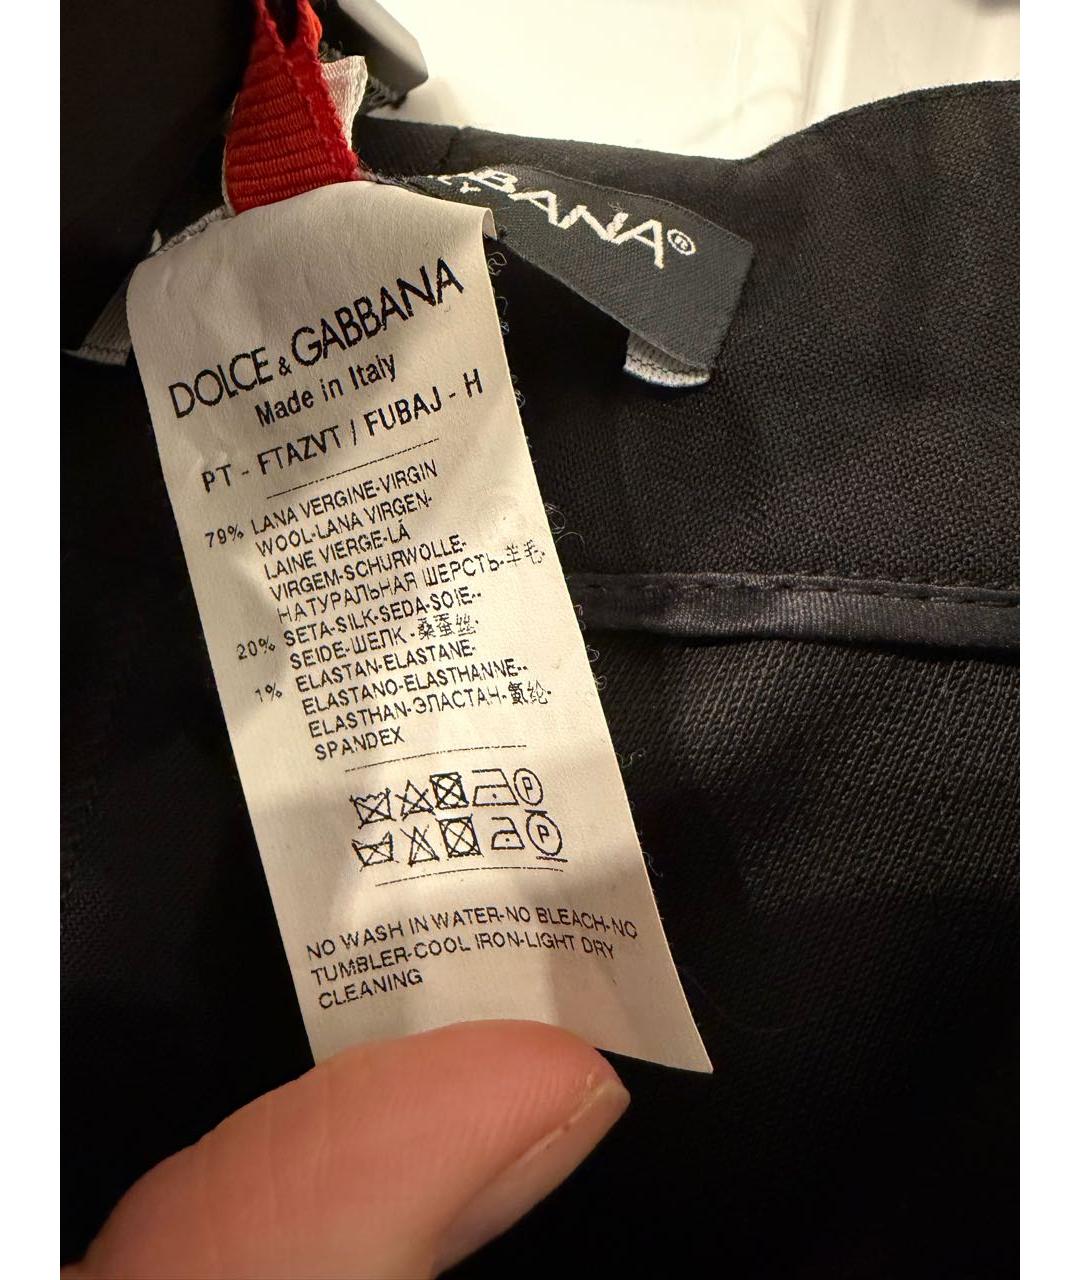 BBANA®
DOLCE & GABBANA
Made in Italy
PT - FTAZVT / FUBAJ - H
79% LANA VERGINE-VIRGIN
WOOL-LANA VIRGEN-
LAINE VIERGE-LÃ
VIRGEM-SCHURWOLLE-
НАТУРАЛЬНАЯ ШЕРСТЬ-羊毛-
20% SETA-SILK-SEDA-SOIE--
SEIDE-ШЕЛК-桑蚕丝-
1% ELASTAN-ELASTANE-
ELASTANO-ELASTHANNE--
ELASTHAN-ЭЛАСТАН-氨纶-
SPANDEX
P
P
NO WASH IN WATER-NO BLEACH-NO
TUMBLER-COOL IRON-LIGHT DRY
CLEANING